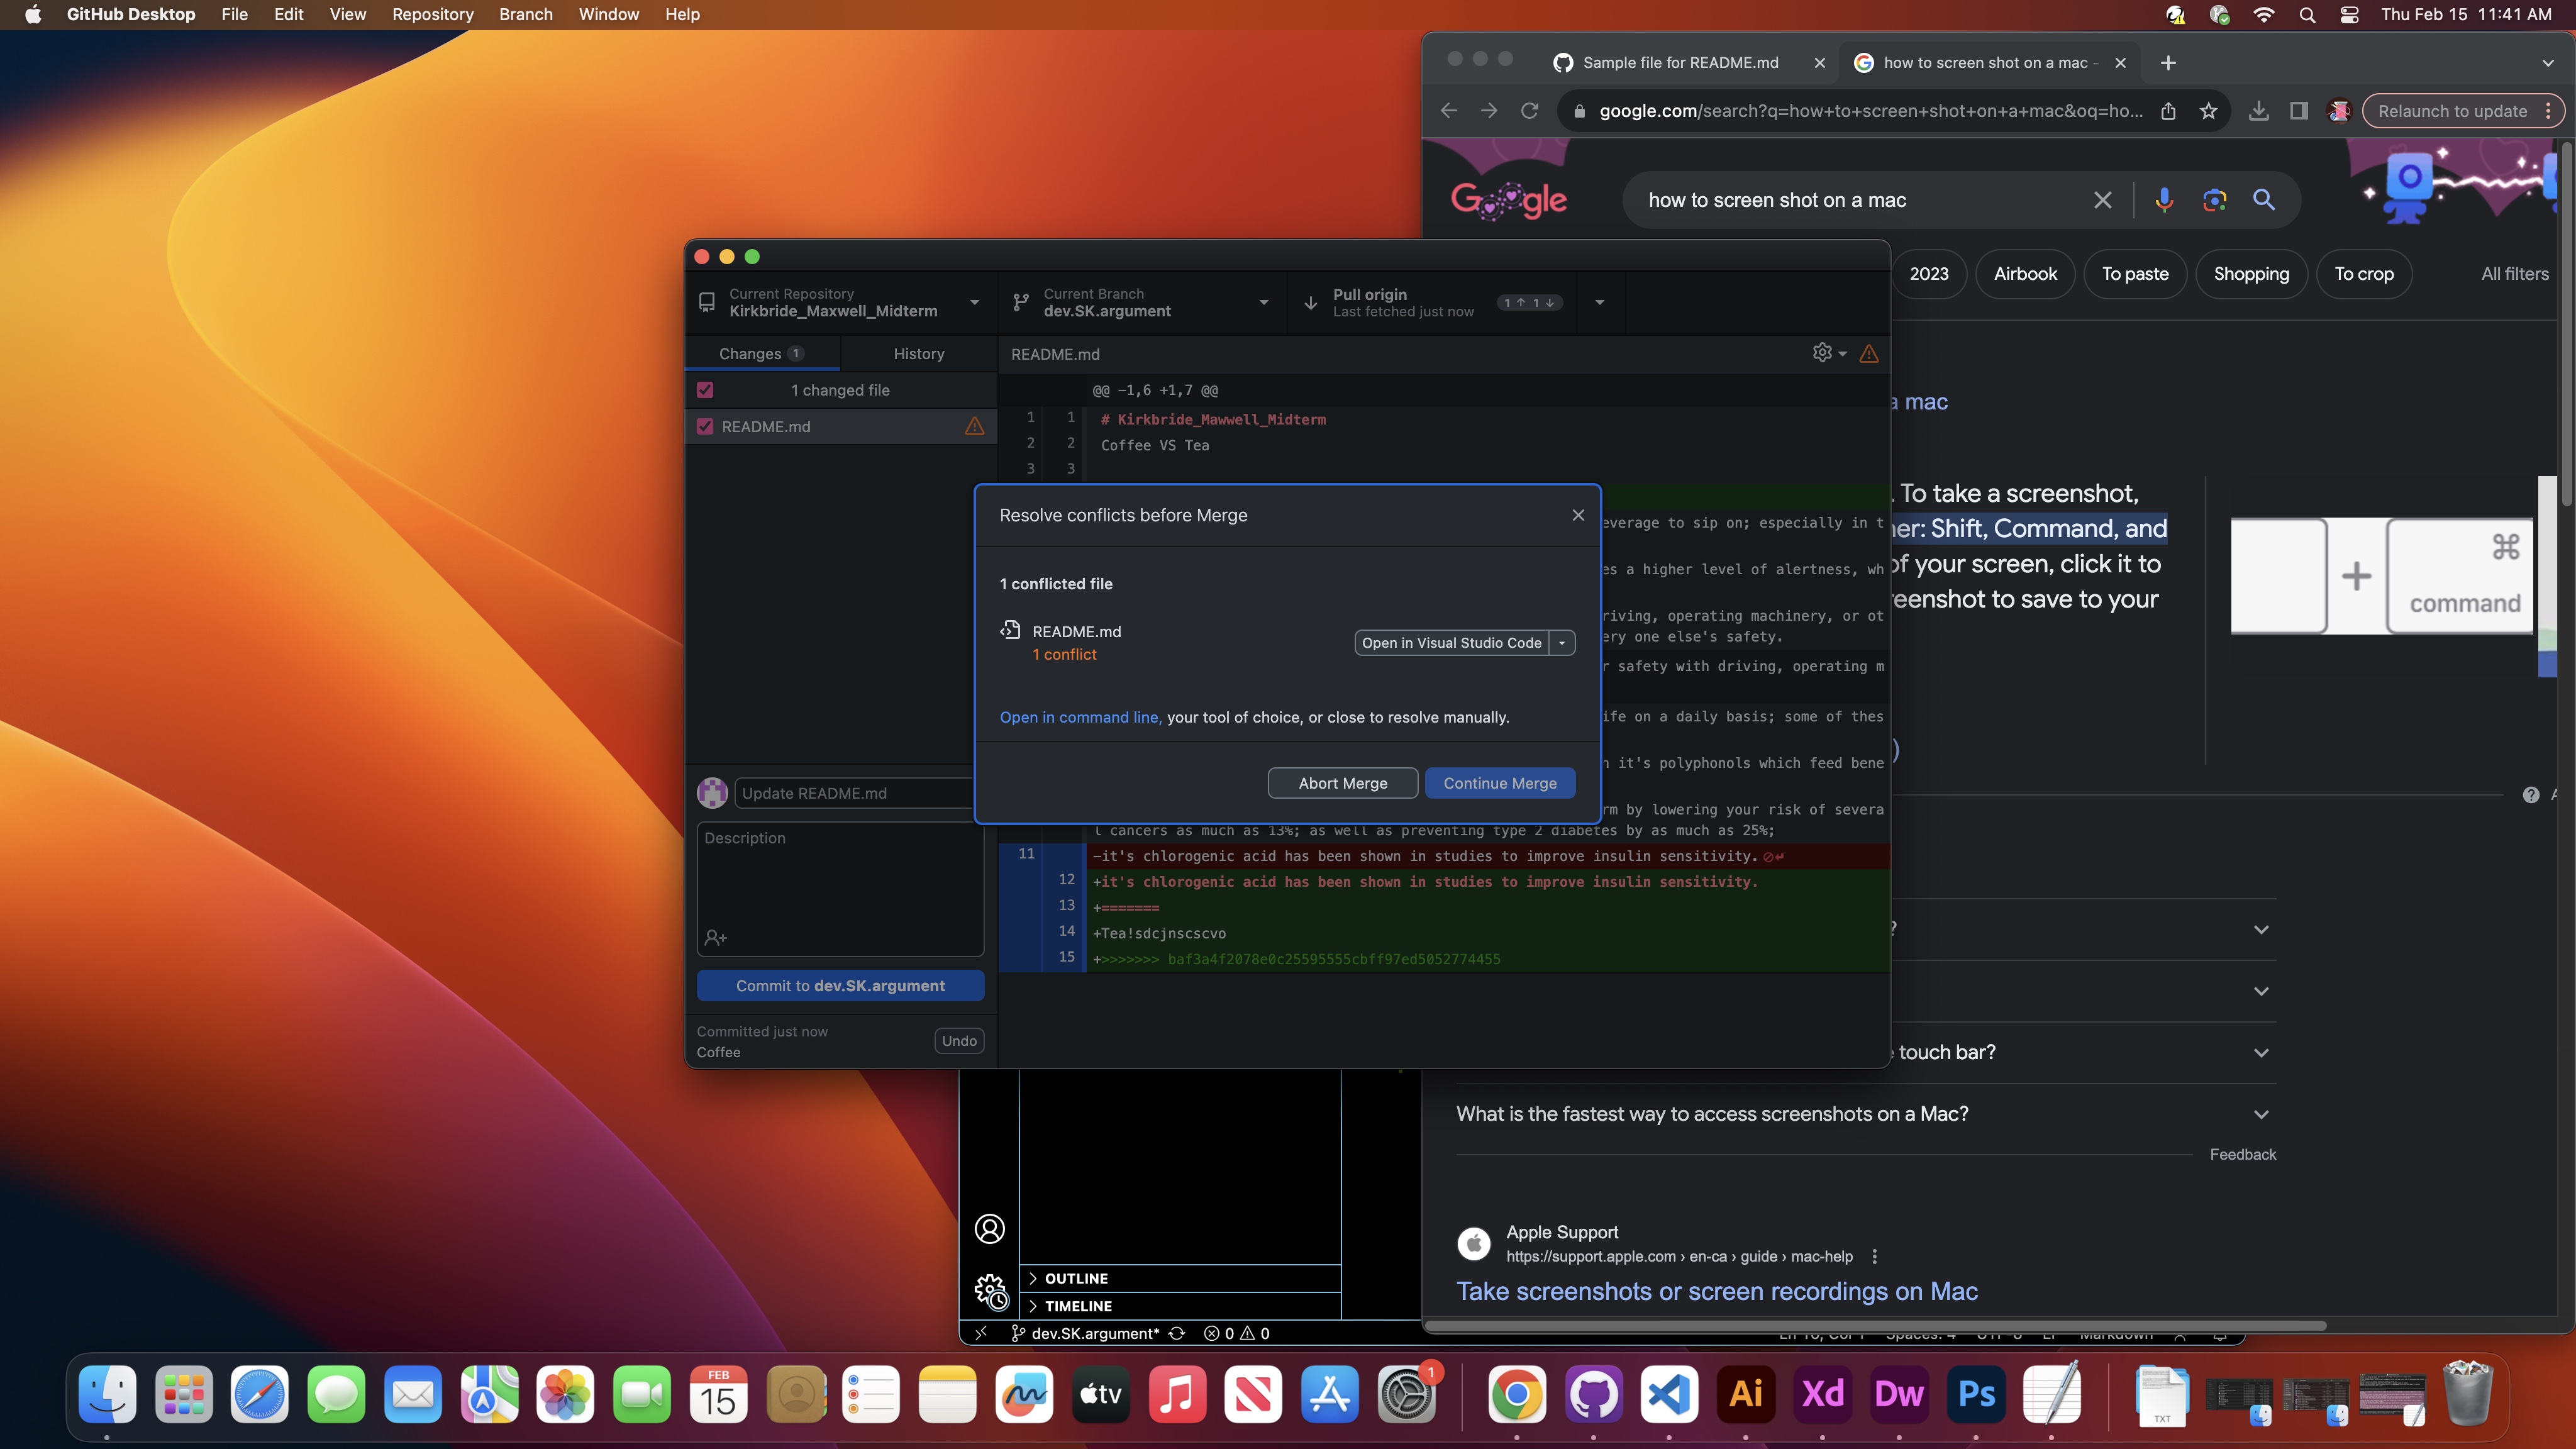 GitHub Desktop File Edit View Repository Branch Window Help
Thu Feb 15 11:41 AM
Sample file for README.md
how to screen shot on a mac -
google.com/search?q=how+to+screen+shot+on+a+mac&oq=ho...
Relaunch to update
Google
how to screen shot on a mac
2023
Airbook
To paste
Shopping
To crop
All filters
a mac
. To take a screenshot,
er: Shift, Command, and
of your screen, click it to
eenshot to save to your
⌘
+
command
)
?
touch bar?
What is the fastest way to access screenshots on a Mac?
Feedback
Apple Support
https://support.apple.com › en-ca › guide › mac-help
Take screenshots or screen recordings on Mac
Current Repository
Kirkbride_Maxwell_Midterm
Current Branch
dev.SK.argument
Pull origin
Last fetched just now
1 ↑ 1 ↓
Changes 1
History
README.md
1 changed file
README.md
@@ -1,6 +1,7 @@
1 1 # Kirkbride_Mawwell_Midterm
2 2 Coffee VS Tea
3 3
everage to sip on; especially in t
es a higher level of alertness, wh
riving, operating machinery, or ot
ery one else's safety.
r safety with driving, operating m
ife on a daily basis; some of thes
n it's polyphonols which feed bene
rm by lowering your risk of severa
l cancers as much as 13%; as well as preventing type 2 diabetes by as much as 25%;
11 -it's chlorogenic acid has been shown in studies to improve insulin sensitivity.
12 +it's chlorogenic acid has been shown in studies to improve insulin sensitivity.
13 +=======
14 +Tea!sdcjnscscvo
15 +>>>>>>> baf3a4f2078e0c25595555cbff97ed5052774455
Resolve conflicts before Merge
1 conflicted file
README.md
1 conflict
Open in Visual Studio Code
Open in command line, your tool of choice, or close to resolve manually.
Abort Merge
Continue Merge
Update README.md
Description
Commit to dev.SK.argument
Committed just now
Coffee
Undo
OUTLINE
TIMELINE
dev.SK.argument* 0 0
FEB
15
tv
1
Ai
Xd
Dw
Ps
TXT